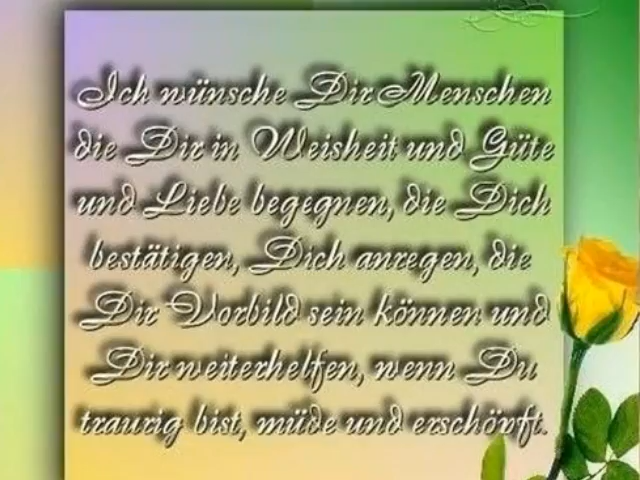 Ich wünsche Dir Menschen
die Dir in Weisheit und Güte
und Liebe begegnen, die Dich
bestätigen, Dich anregen, die
Dir Vorbild sein können und
Dir weiterhelfen, wenn Du
traurig bist, müde und erschöpft.